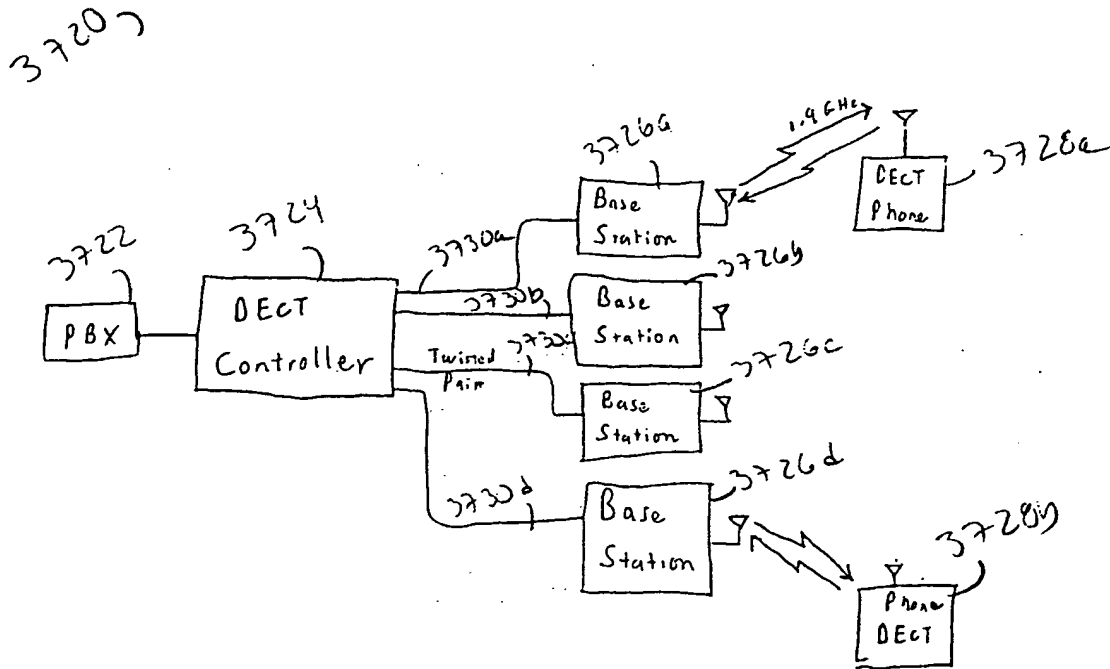 3720
1.9 GHz
3726a
3728a
DECT
Phone
Base
Station
3724
3722
3730a
3726b
PBX
DECT
Controller
3730b
Base
Station
3730c
Twisted
Pair
3726c
Base
Station
3726d
3730d
Base
Station
3728b
Phone
DECT